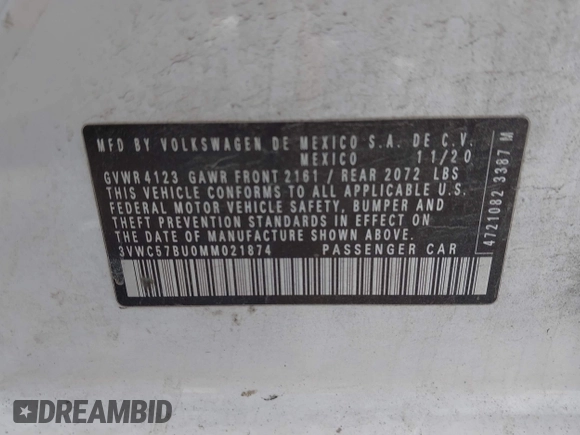 MFD BY VOLKSWAGEN DE MEXICO S.A. DE C.V.
MEXICO 11/20
GVWR 4123 GAWR FRONT 2161 / REAR 2072 LBS
THIS VEHICLE CONFORMS TO ALL APPLICABLE U.S.
FEDERAL MOTOR VEHICLE SAFETY, BUMPER AND
THEFT PREVENTION STANDARDS IN EFFECT ON
THE DATE OF MANUFACTURE SHOWN ABOVE.
3VWC57BU0MM021874 PASSENGER CAR
4721082 3387 M
DREAMBID